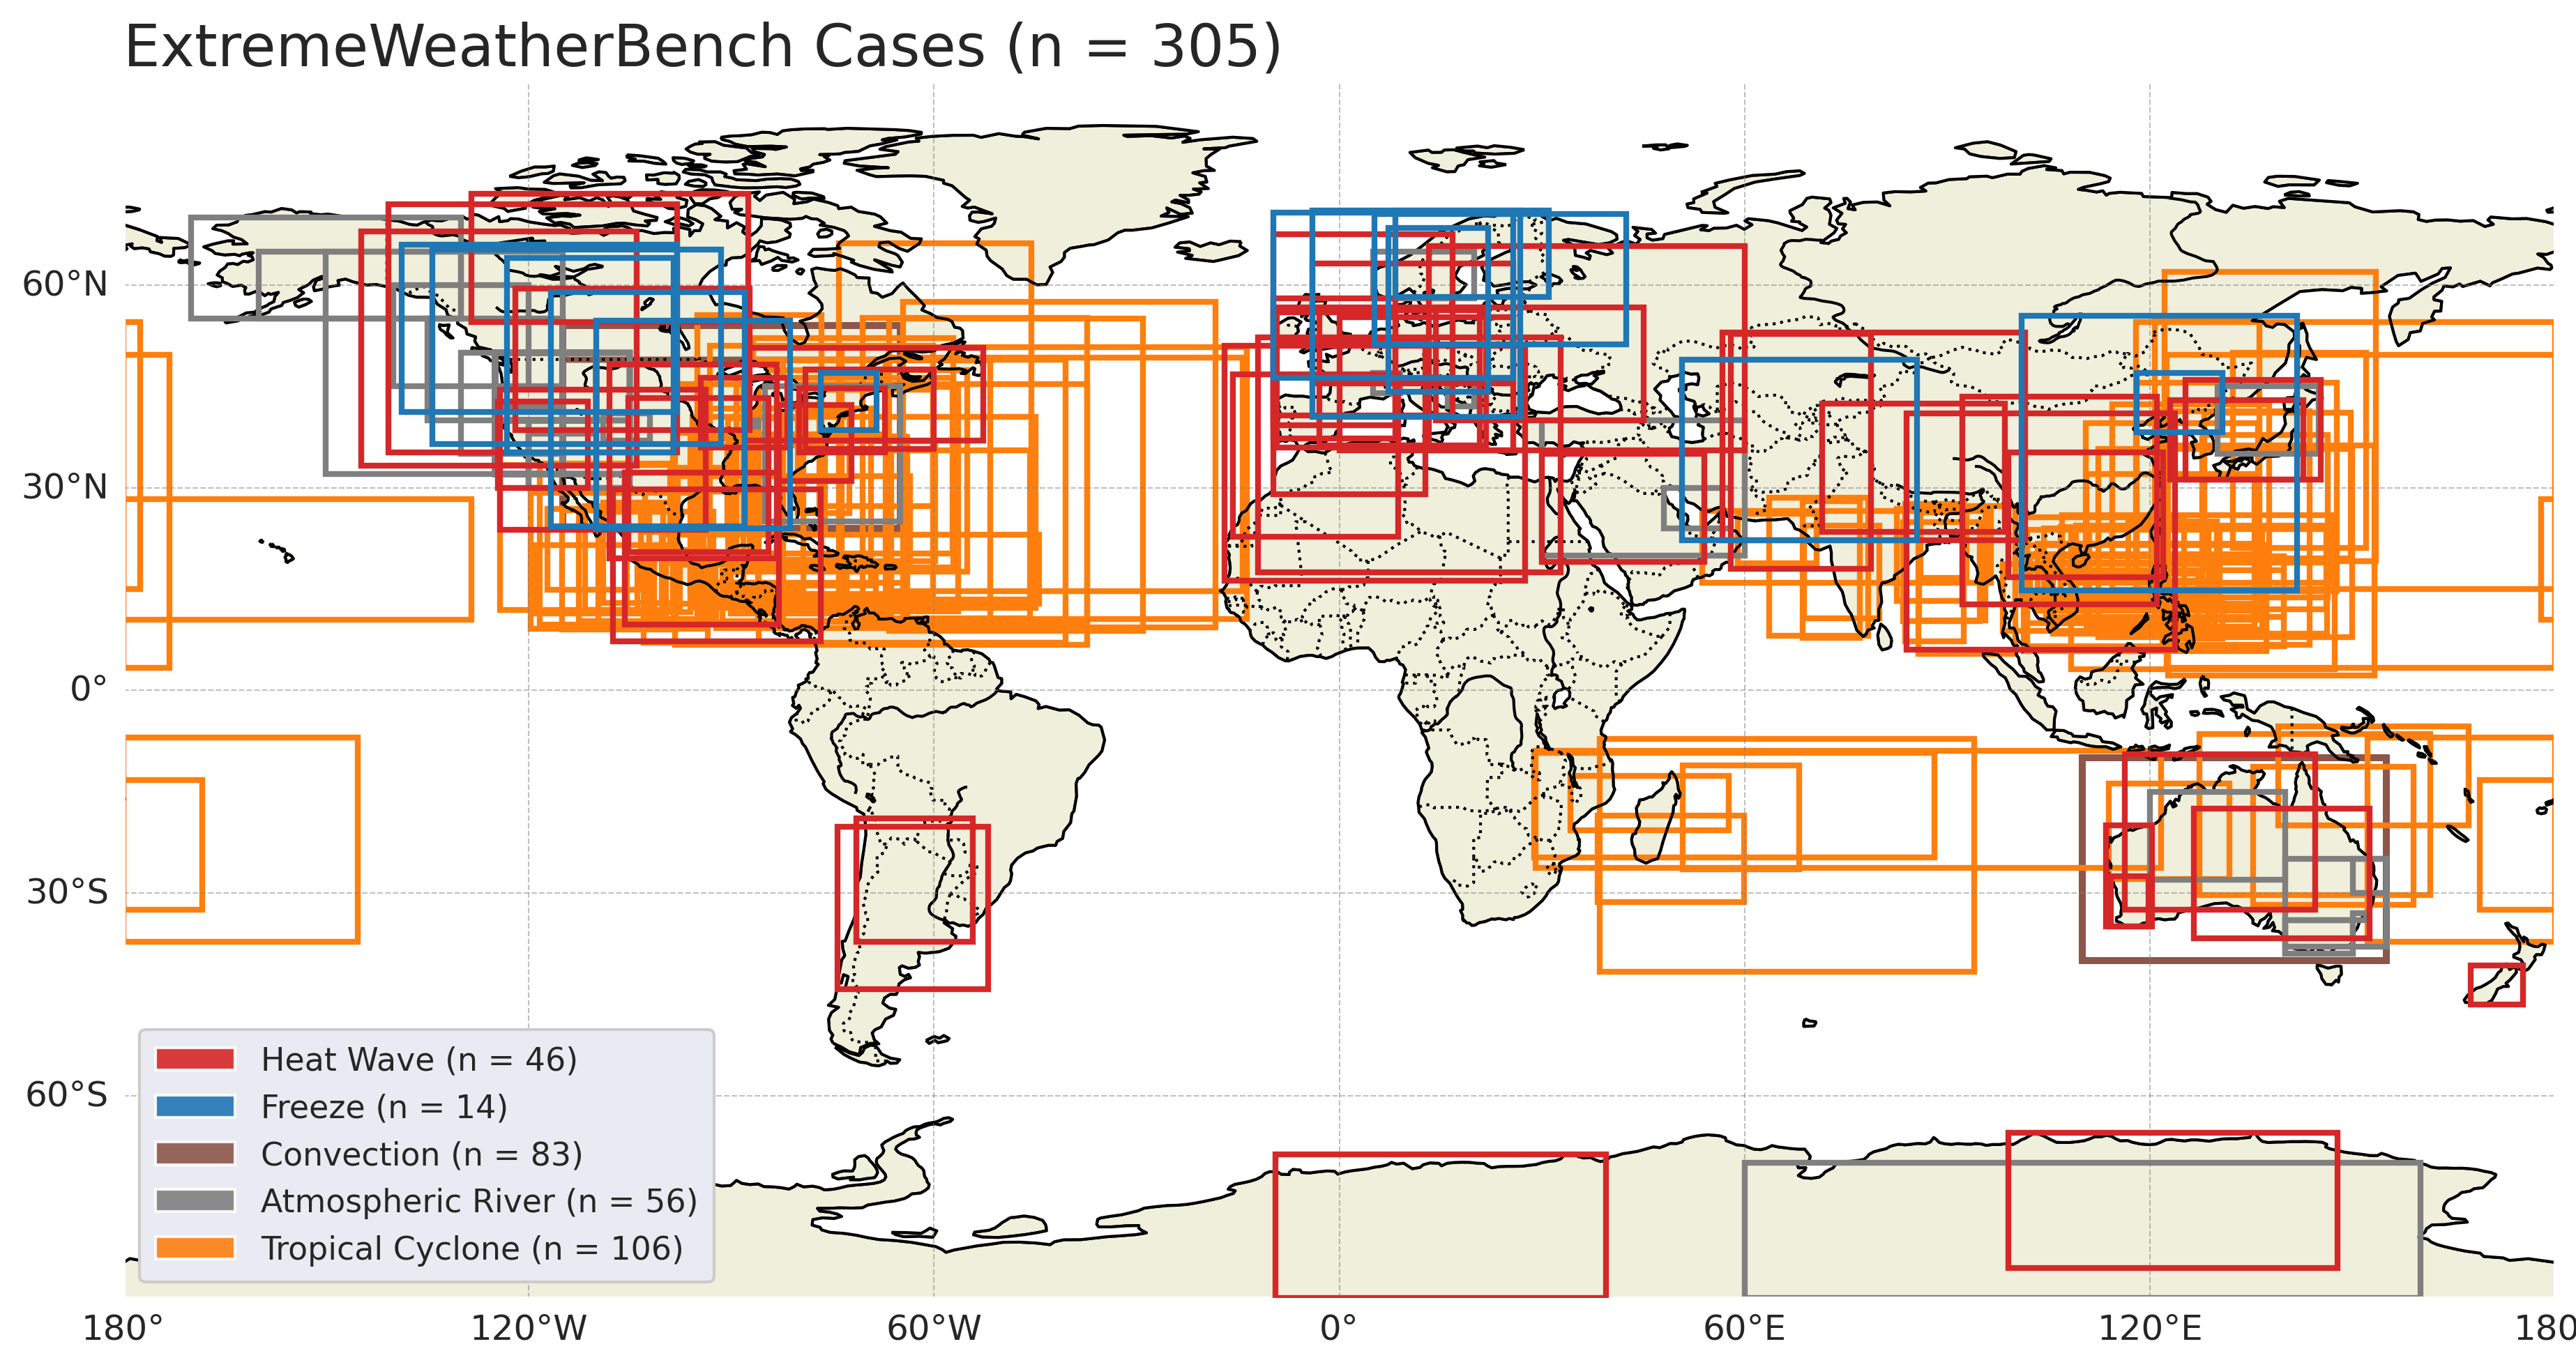 ExtremeWeatherBench Cases (n = 305)
60°N
30°N
0°
30°S
60°S
Heat Wave (n = 46)
Freeze (n = 14)
Convection (n = 83)
Atmospheric River (n = 56)
Tropical Cyclone (n = 106)
180° 120°W 60°W 0° 60°E 120°E 180